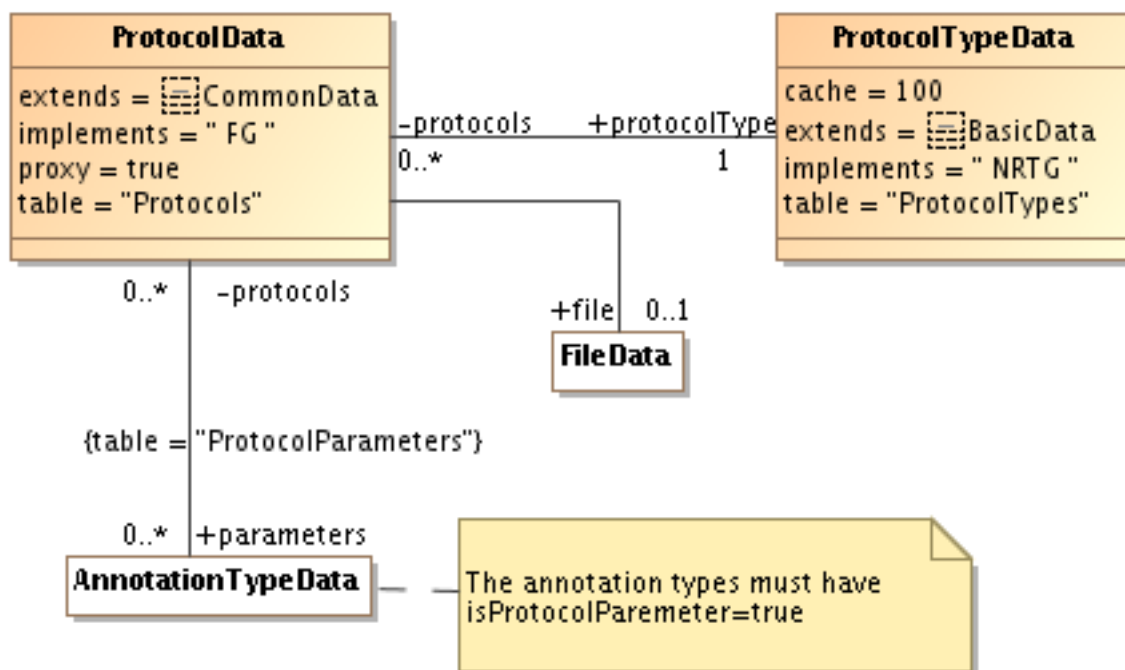 ProtocolData
extends = CommonData
implements = " FG "
proxy = true
table = "Protocols"
ProtocolTypeData
cache = 100
extends = BasicData
implements = " NRTG "
table = "ProtocolTypes"
-protocols
+protocolType
0..*
1
0..*
-protocols
+file
0..1
FileData
{table = "ProtocolParameters"}
0..*
+parameters
AnnotationTypeData
The annotation types must have
isProtocolParemeter=true